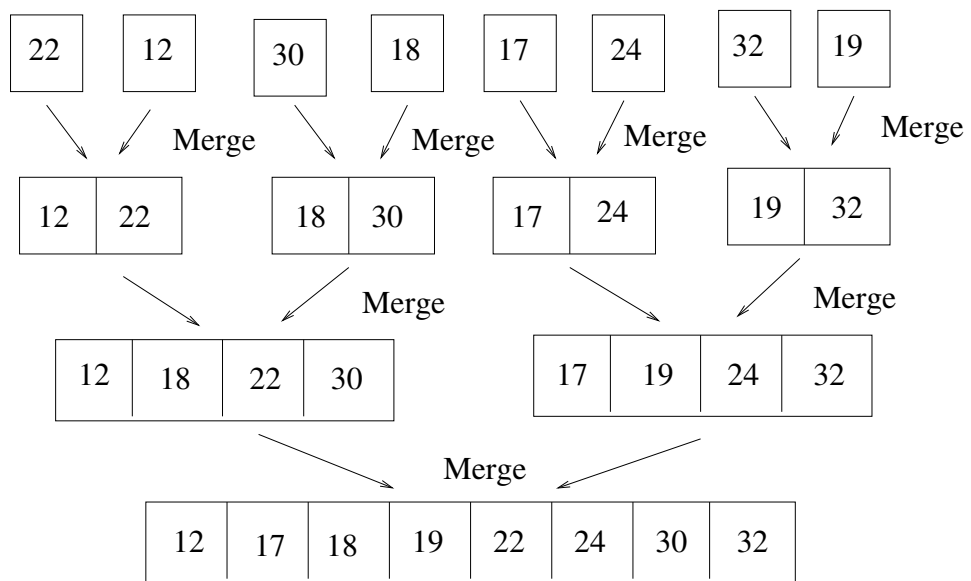 22 12 30 18 17 24 32 19
Merge Merge Merge Merge
12 22 18 30 17 24 19 32
Merge Merge
12 18 22 30 17 19 24 32
Merge
12 17 18 19 22 24 30 32